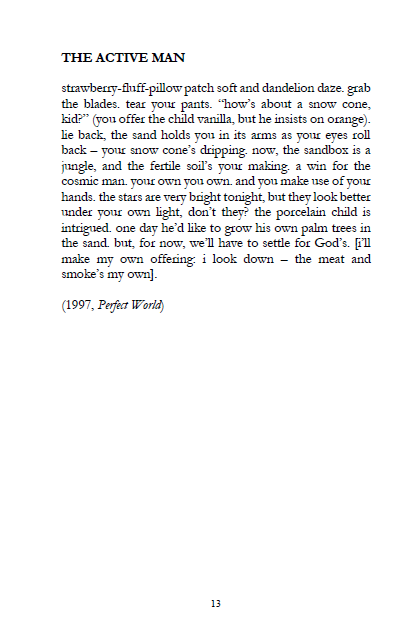 THE ACTIVE MAN
strawberry-fluff-pillow patch soft and dandelion daze. grab
the blades. tear your pants. “how’s about a snow cone,
kid?” (you offer the child vanilla, but he insists on orange).
lie back, the sand holds you in its arms as your eyes roll
back – your snow cone’s dripping. now, the sandbox is a
jungle, and the fertile soil’s your making. a win for the
cosmic man. your own you own. and you make use of your
hands. the stars are very bright tonight, but they look better
under your own light, don’t they? the porcelain child is
intrigued. one day he’d like to grow his own palm trees in
the sand. but, for now, we’ll have to settle for God’s. [i’ll
make my own offering: i look down – the meat and
smoke’s my own].
(1997, Perfect World)
13